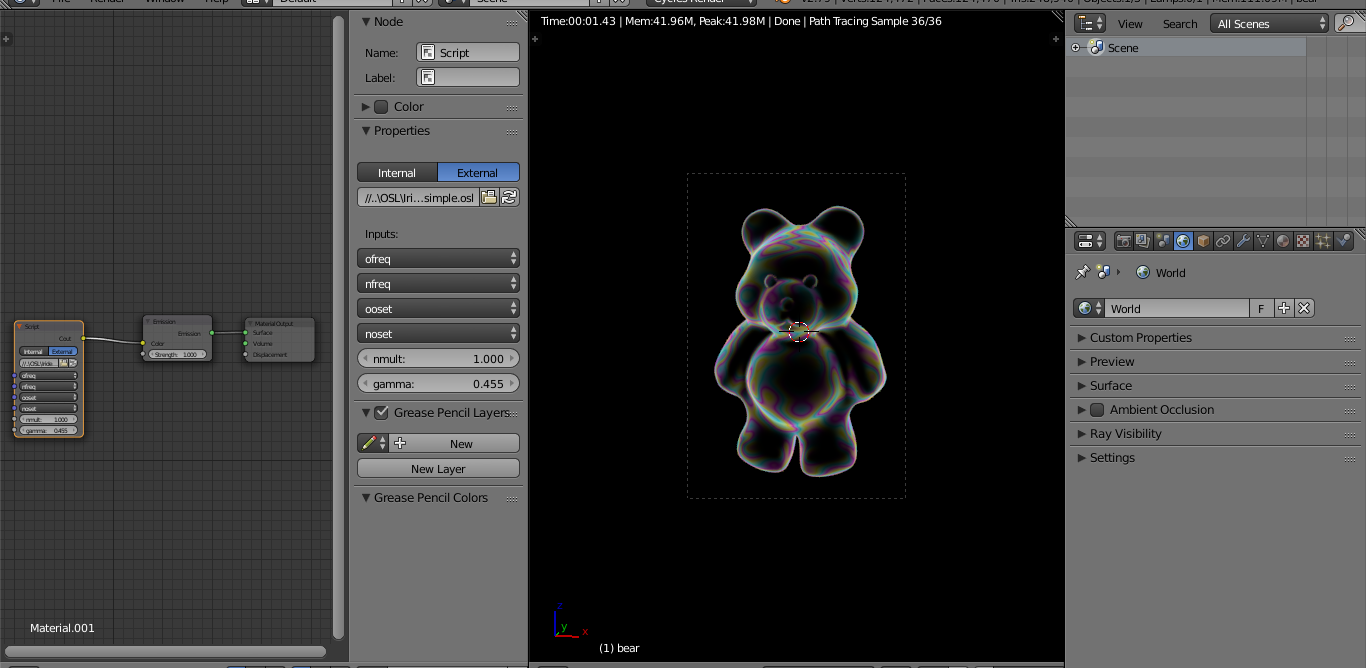 Node
Name:
Script
Label:
Color
Properties
Internal
External
//..\OSL\Iri...simple.osl
Inputs:
ofreq
nfreq
ooset
noset
nmult: 1.000
gamma: 0.455
Grease Pencil Layers
New
New Layer
Grease Pencil Colors
Script
Cout
Internal
External
ofreq
nfreq
ooset
noset
nmult: 1.000
gamma: 0.455
Emission
Emission
Color
Strength: 1.000
Material Output
Surface
Volume
Displacement
Material.001
Time:00:01.43 | Mem:41.96M, Peak:41.98M | Done | Path Tracing Sample 36/36
z
y
x
(1) bear
View
Search
All Scenes
Scene
World
World
F
Custom Properties
Preview
Surface
Ambient Occlusion
Ray Visibility
Settings